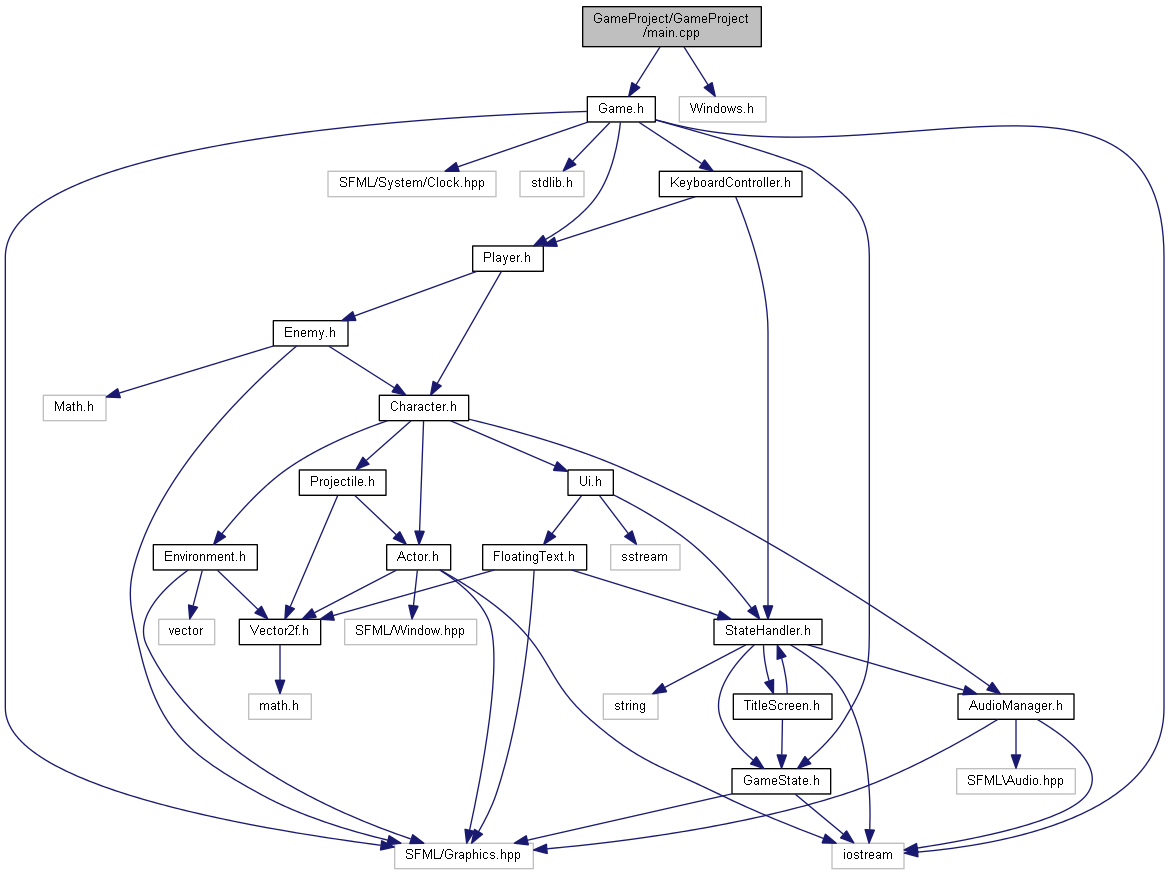 GameProject/GameProject
/main.cpp
Game.h
Windows.h
SFML/System/Clock.hpp
stdlib.h
KeyboardController.h
Player.h
Enemy.h
Math.h
Character.h
Projectile.h
Ui.h
Environment.h
Actor.h
FloatingText.h
sstream
vector
Vector2f.h
SFML/Window.hpp
StateHandler.h
math.h
string
TitleScreen.h
AudioManager.h
GameState.h
SFML\Audio.hpp
SFML/Graphics.hpp
iostream